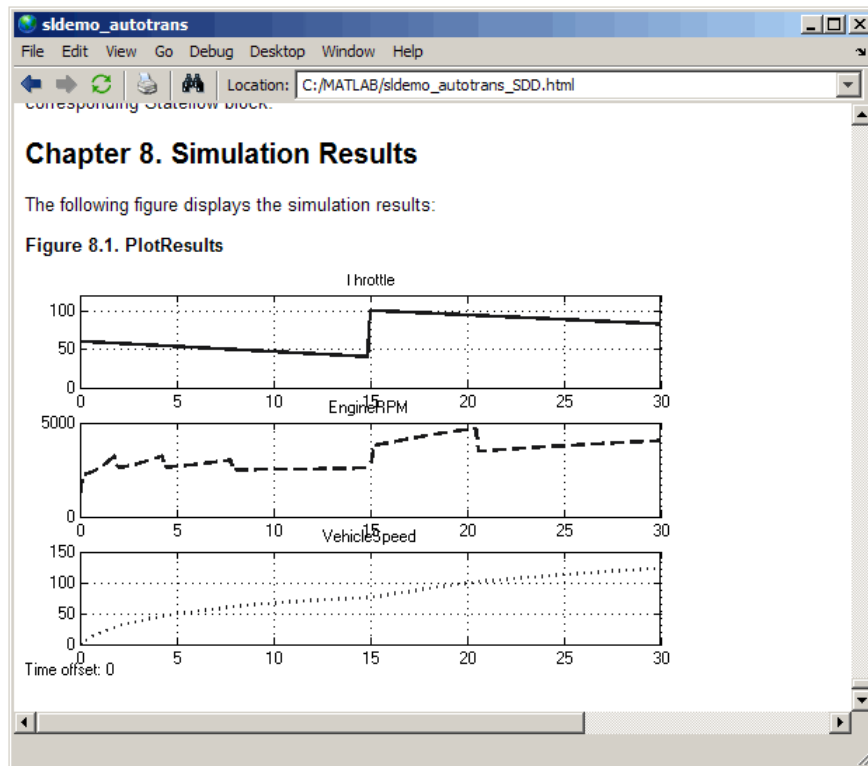 sldemo_autotrans
File Edit View Go Debug Desktop Window Help
Location: C:/MATLAB/sldemo_autotrans_SDD.html
corresponding Stateflow block.
Chapter 8. Simulation Results
The following figure displays the simulation results:
Figure 8.1. PlotResults
Throttle
100
50
0
0 5 10 15 20 25 30
EngineRPM
5000
0
0 5 10 15 20 25 30
VehicleSpeed
150
100
50
0
0 5 10 15 20 25 30
Time offset: 0